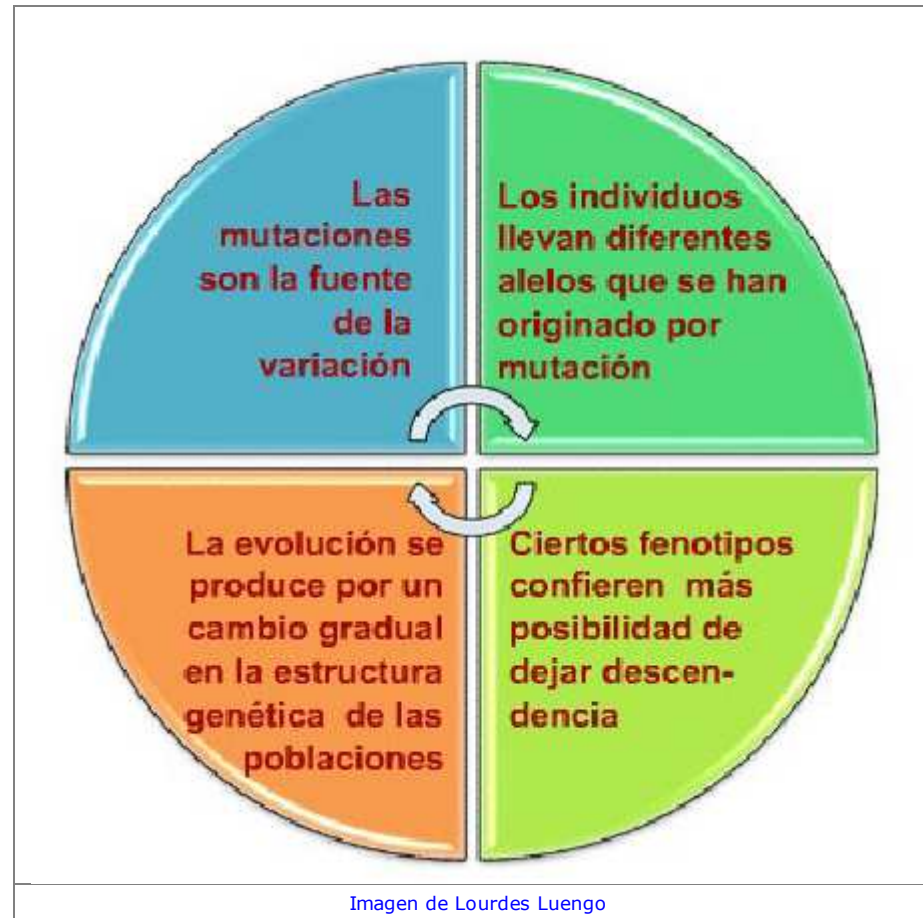 Las
mutaciones
son la fuente
de la
variación
Los individuos
llevan diferentes
alelos que se han
originado por
mutación
La evolución se
produce por un
cambio gradual
en la estructura
genética de las
poblaciones
Ciertos fenotipos
confieren más
posibilidad de
dejar descen-
dencia
Imagen de Lourdes Luengo